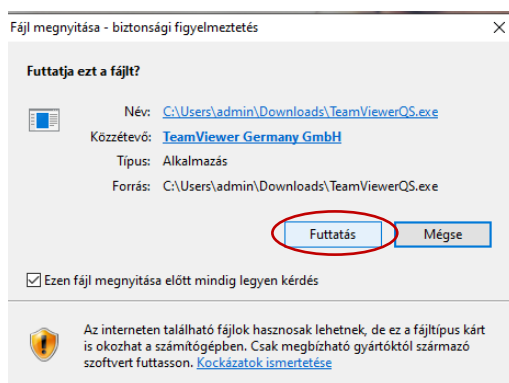 Fájl megnyitása - biztonsági figyelmeztetés
Futtatja ezt a fájlt?
Név: C:\Users\admin\Downloads\TeamViewerQS.exe
Közzétevő: TeamViewer Germany GmbH
Típus: Alkalmazás
Forrás: C:\Users\admin\Downloads\TeamViewerQS.exe
Futtatás Mégse
Ezen fájl megnyitása előtt mindig legyen kérdés
Az interneten található fájlok hasznosak lehetnek, de ez a fájltípus kárt
is okozhat a számítógépben. Csak megbízható gyártóktól származó
szoftvert futtasson. Kockázatok ismertetése